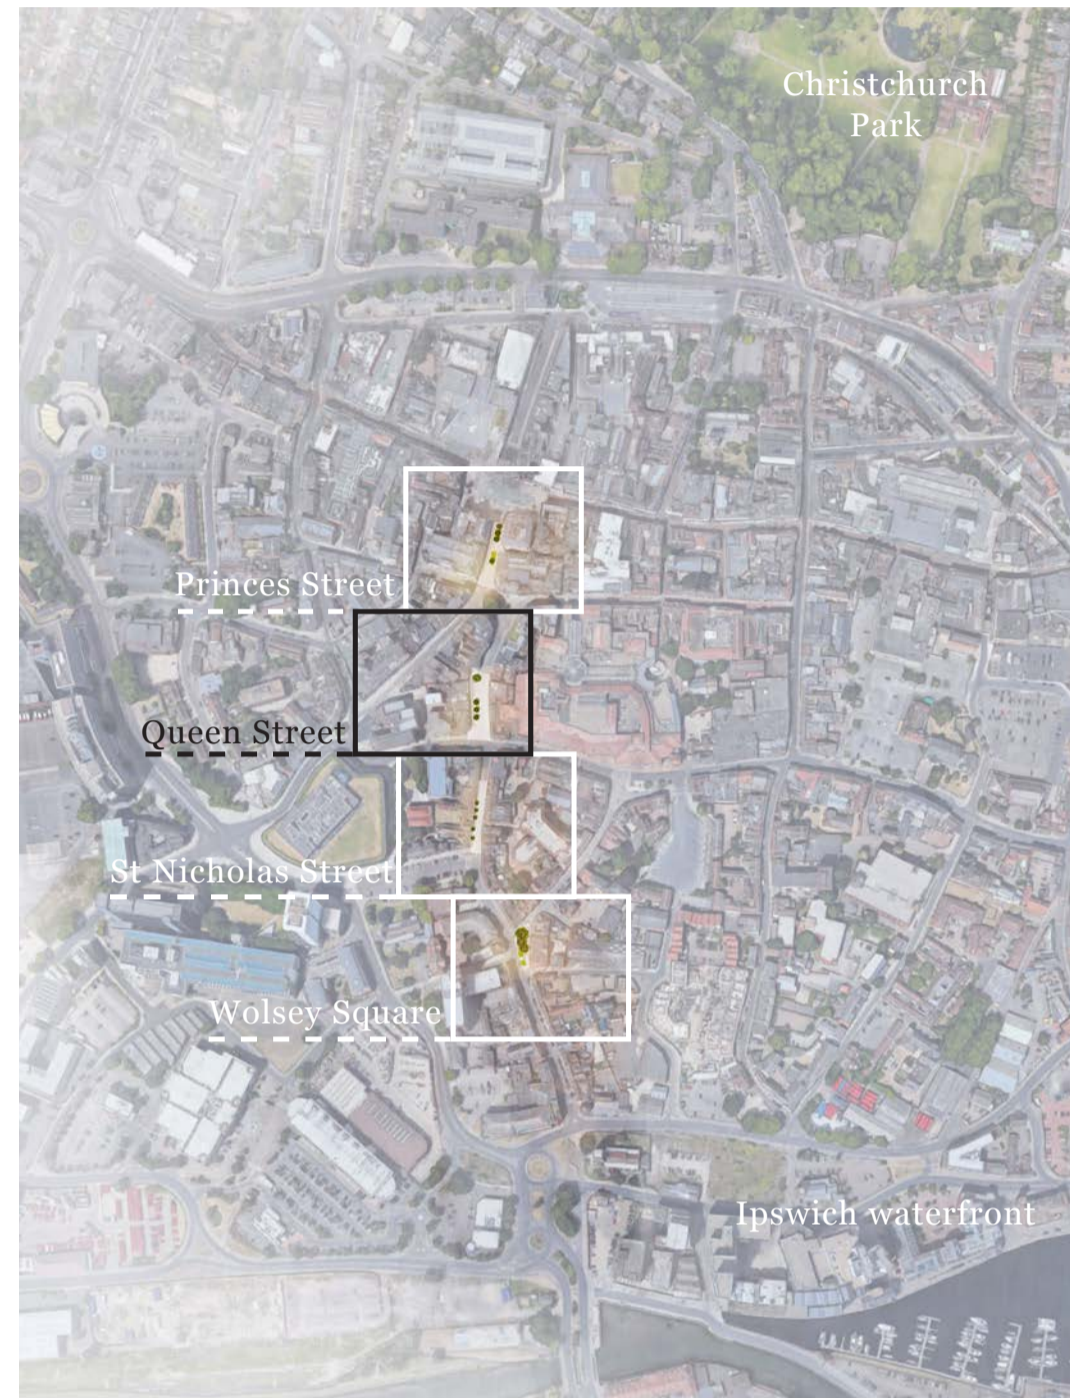 Christchurch
Park
Princes Street
Queen Street
St Nicholas Street
Wolsey Square
Ipswich waterfront